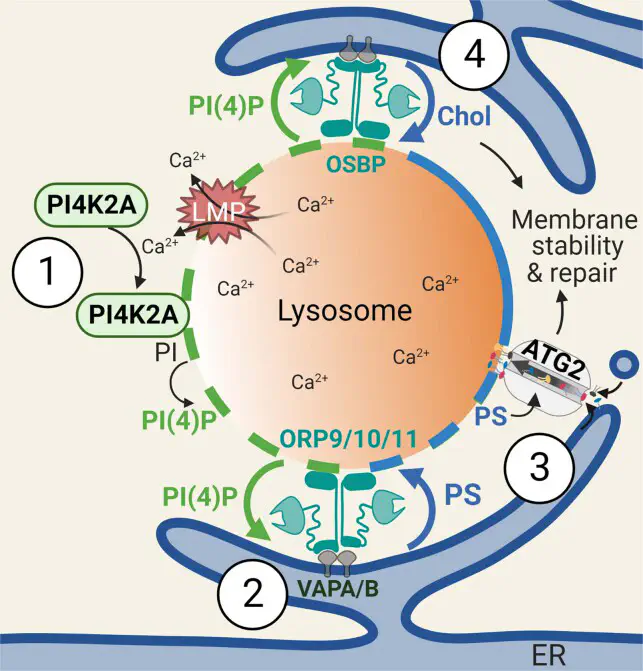 4
PI(4)P
Chol
OSBP
Ca²⁺
LMP
Ca²⁺
PI4K2A
Ca²⁺
Membrane
stability
& repair
1
Ca²⁺
Ca²⁺
Ca²⁺
PI4K2A
Lysosome
PI
Ca²⁺
ATG2
Ca²⁺
PI(4)P
PS
ORP9/10/11
3
PI(4)P
PS
2
VAPA/B
ER